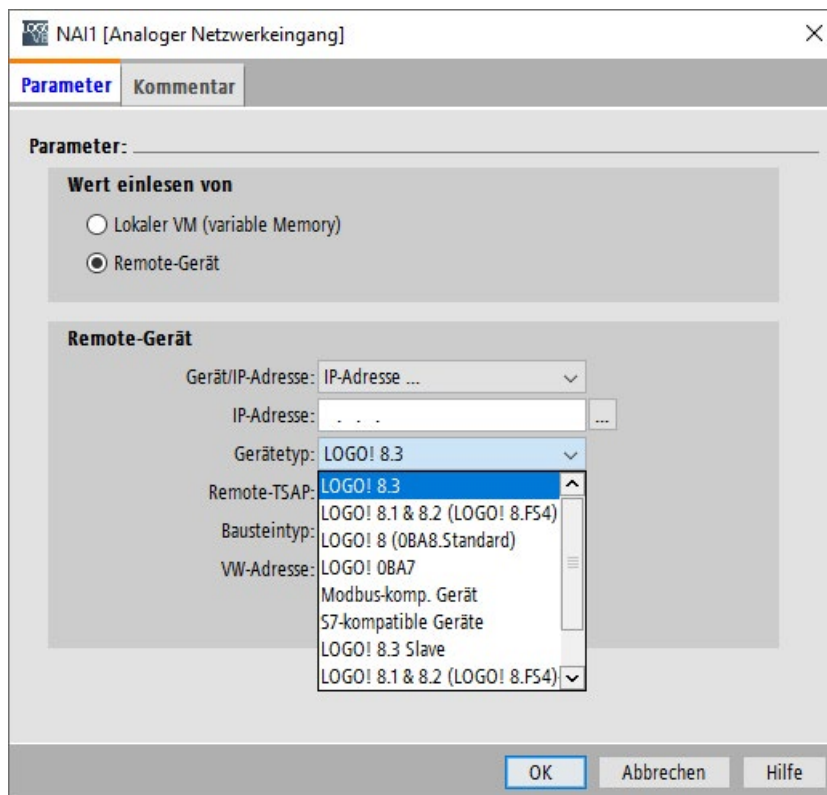 NAI1 [Analoger Netzwerkeingang]
Parameter Kommentar
Parameter:
Wert einlesen von
Lokaler VM (variable Memory)
Remote-Gerät
Remote-Gerät
Gerät/IP-Adresse: IP-Adresse ...
IP-Adresse: . . . ...
Gerätetyp: LOGO! 8.3
Remote-TSAP: LOGO! 8.3
LOGO! 8.1 & 8.2 (LOGO! 8.FS4)
Bausteintyp: LOGO! 8 (0BA8.Standard)
VW-Adresse: LOGO! 0BA7
Modbus-komp. Gerät
S7-kompatible Geräte
LOGO! 8.3 Slave
LOGO! 8.1 & 8.2 (LOGO! 8.FS4)
OK Abbrechen Hilfe